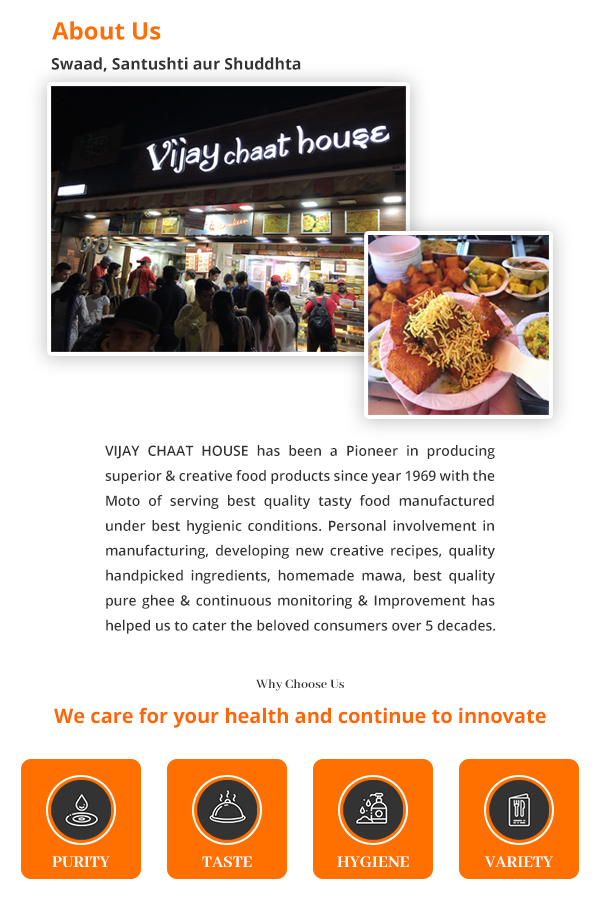 About Us
Swaad, Santushti aur Shuddhta
Vijay chaat house
VIJAY CHAAT HOUSE has been a Pioneer in producing
superior & creative food products since year 1969 with the
Moto of serving best quality tasty food manufactured
under best hygienic conditions. Personal involvement in
manufacturing, developing new creative recipes, quality
handpicked ingredients, homemade mawa, best quality
pure ghee & continuous monitoring & Improvement has
helped us to cater the beloved consumers over 5 decades.
Why Choose Us
We care for your health and continue to innovate
PURITY
TASTE
HYGIENE
VARIETY